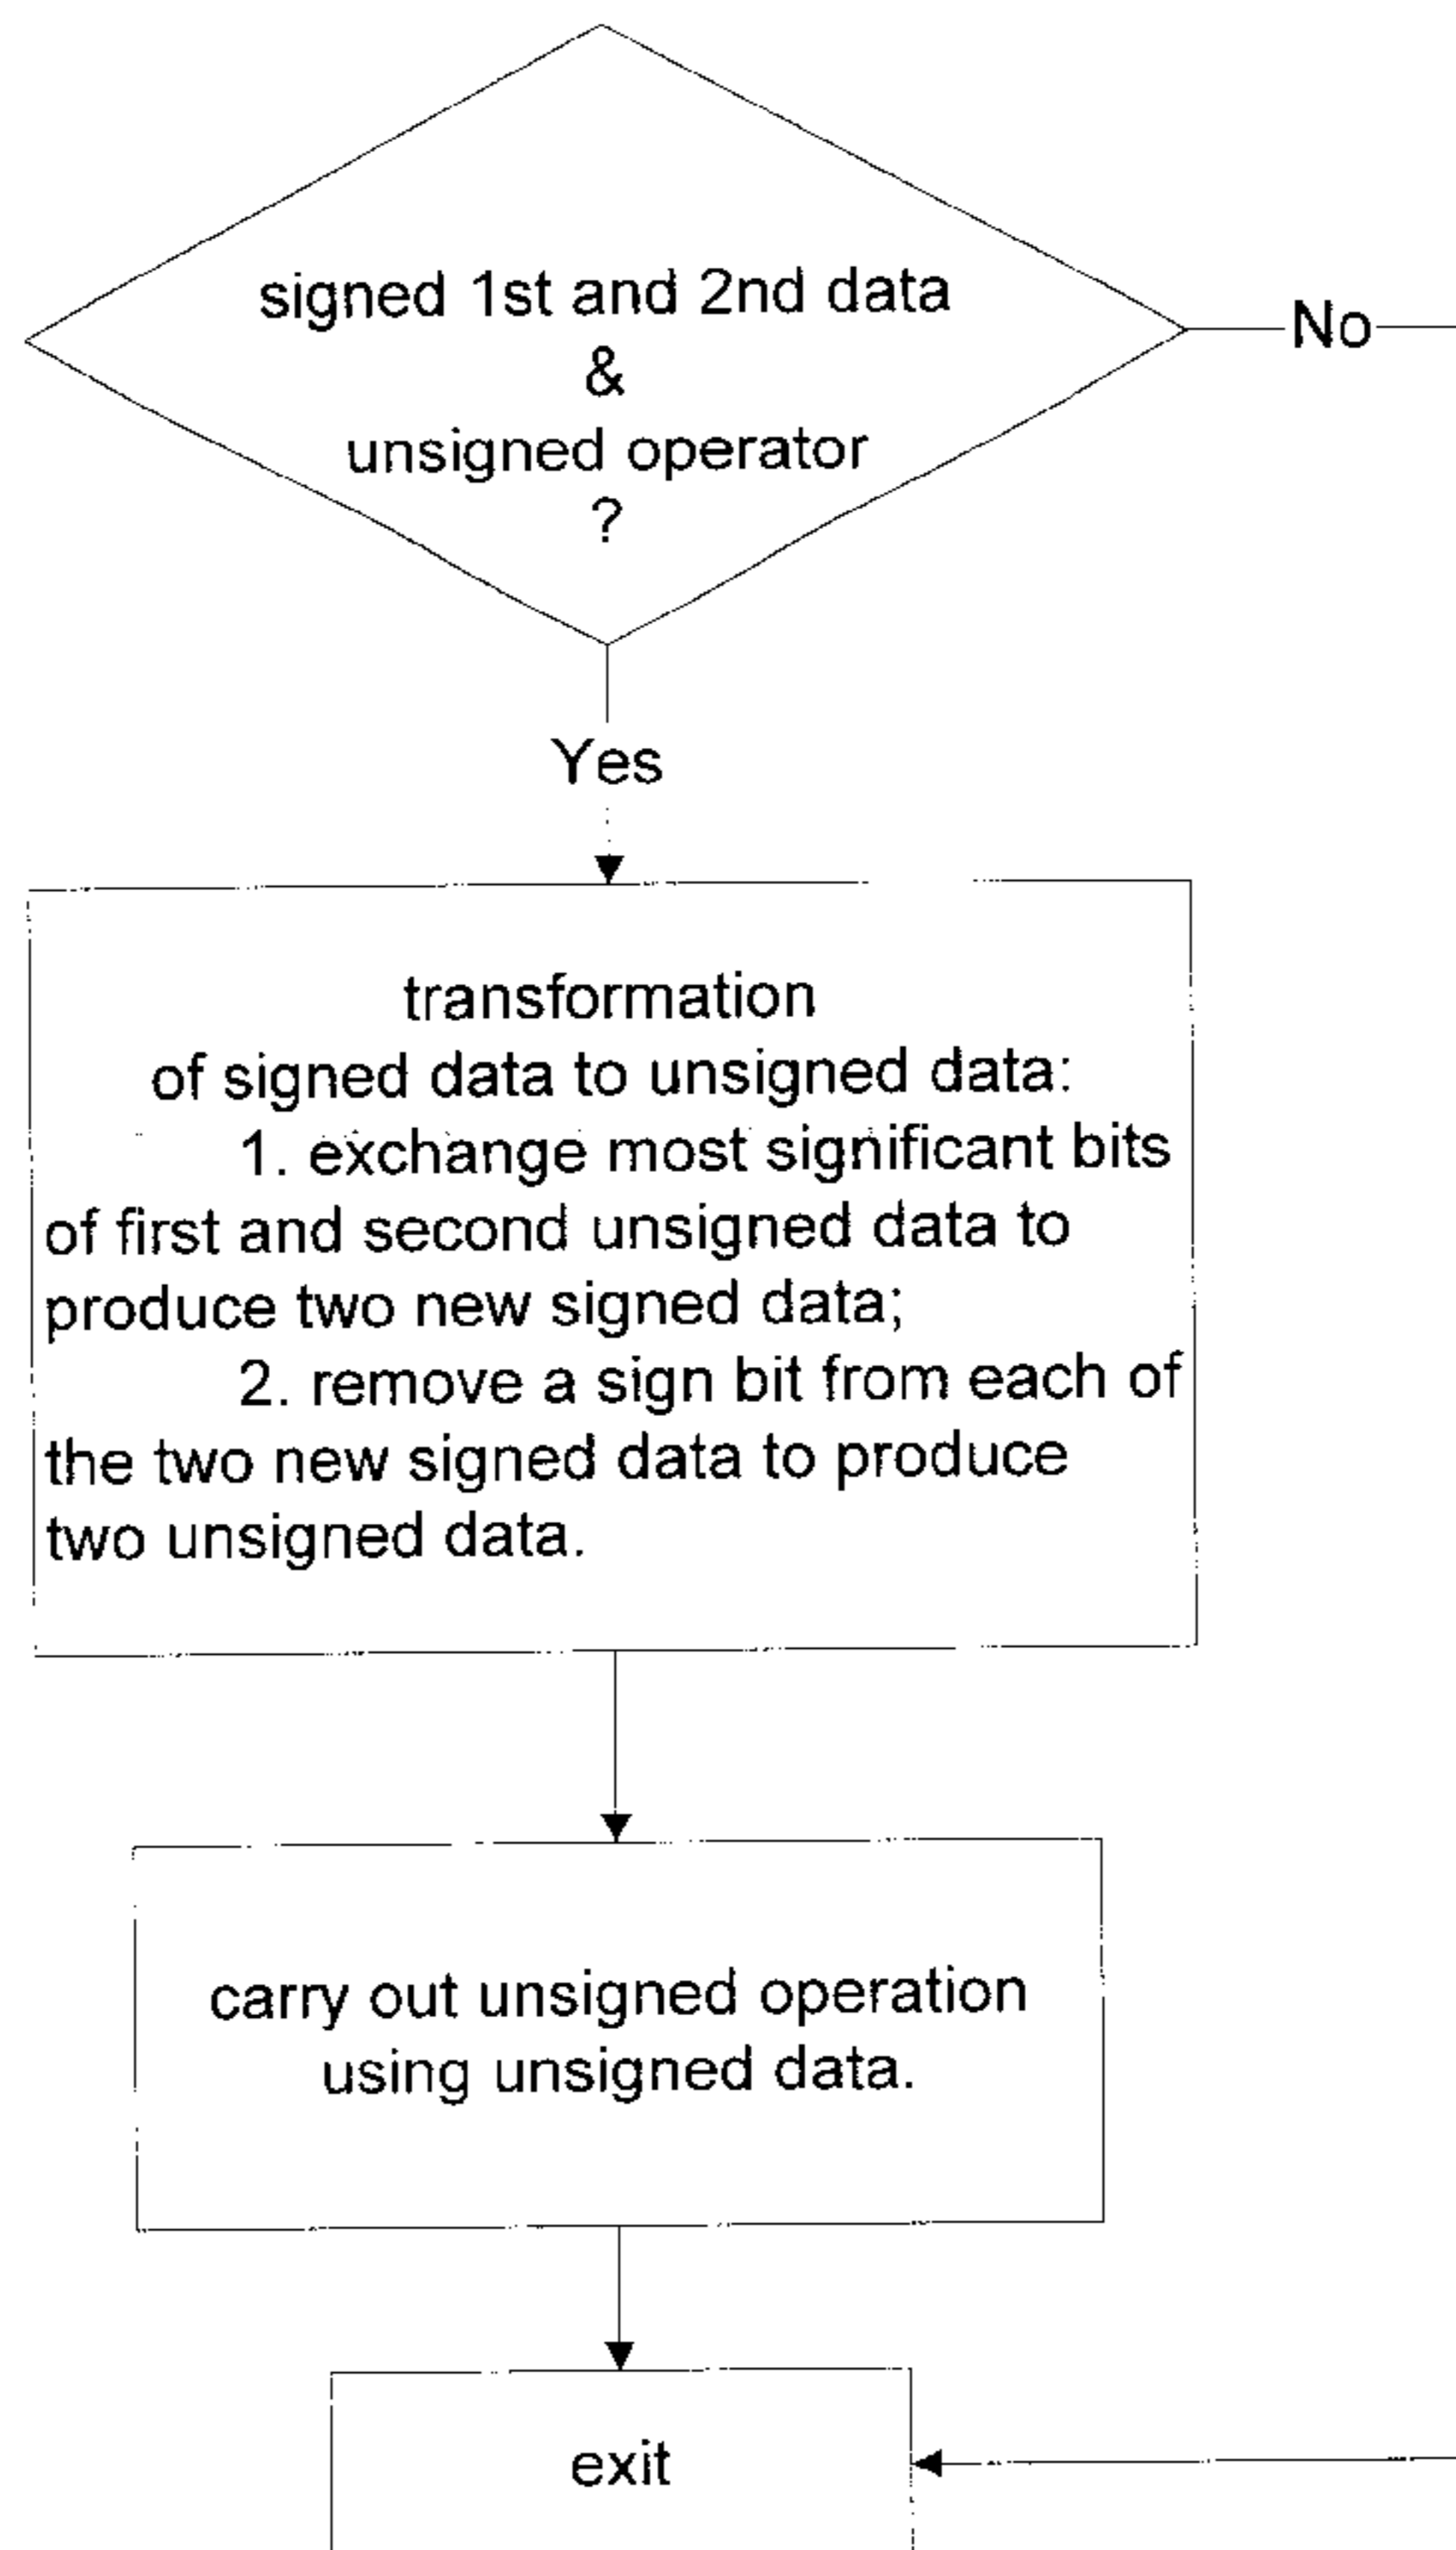 signed 1st and 2nd data
&
unsigned operator
?
No
Yes
transformation
of signed data to unsigned data:
1. exchange most significant bits
of first and second unsigned data to
produce two new signed data;
2. remove a sign bit from each of
the two new signed data to produce
two unsigned data.
carry out unsigned operation
using unsigned data.
exit